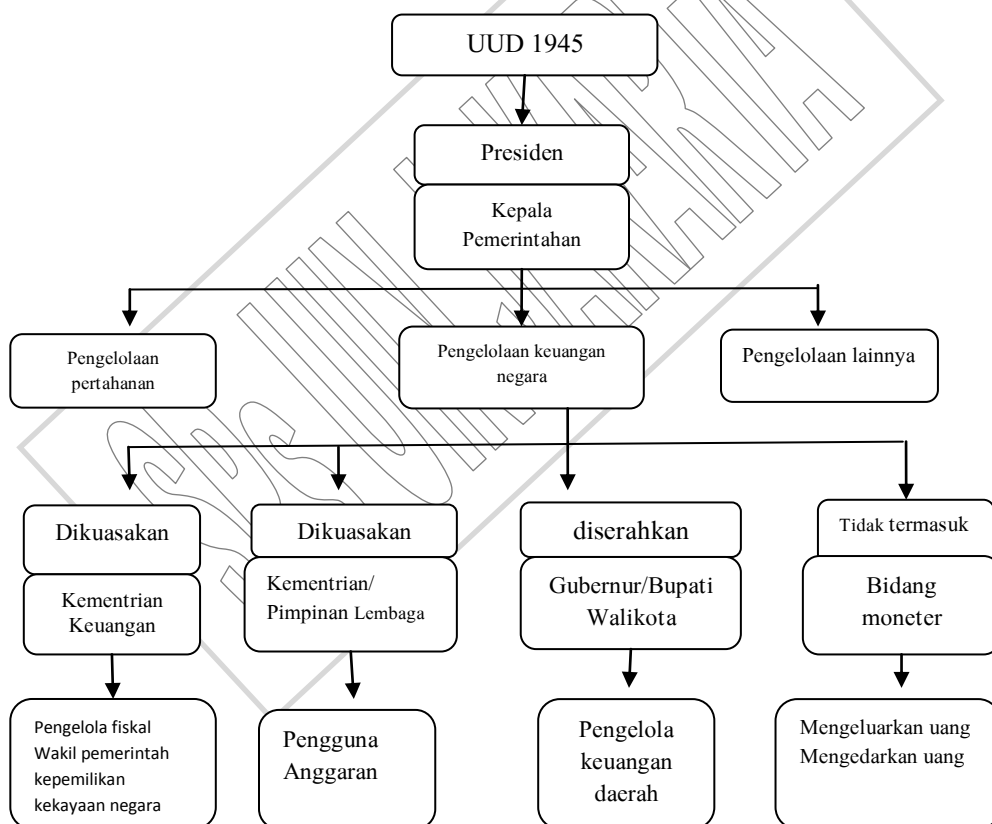 UUD 1945
Presiden
Kepala
Pemerintahan
Pengelolaan
pertahanan
Pengelolaan keuangan
negara
Pengelolaan lainnya
Dikuasakan
Kementrian
Keuangan
Dikuasakan
Kementrian/
Pimpinan Lembaga
diserahkan
Gubernur/Bupati
Walikota
Tidak termasuk
Bidang
moneter
Pengelola fiskal
Wakil pemerintah
kepemilikan
kekayaan negara
Pengguna
Anggaran
Pengelola
keuangan
daerah
Mengeluarkan uang
Mengedarkan uang